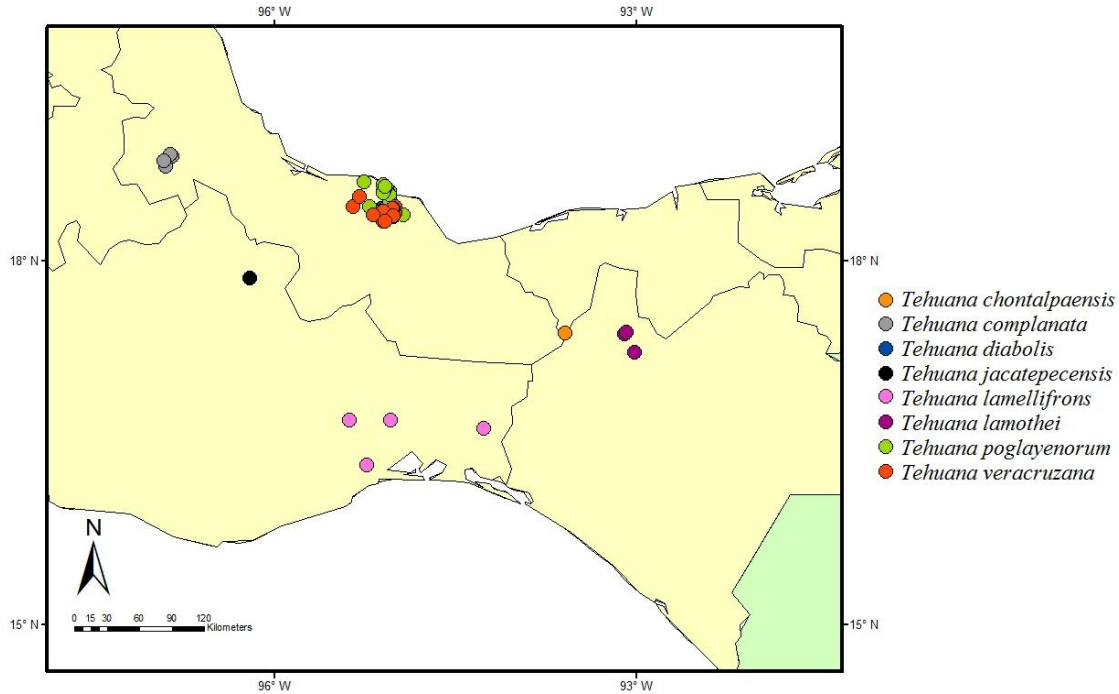 96° W 93° W
18° N 18° N
Tehuana chontalpaensis
Tehuana complanata
Tehuana diabolis
Tehuana jacatepecensis
Tehuana lamellifrons
Tehuana lamothei
Tehuana poglayenorum
Tehuana veracruzana
N
0 15 30 60 90 120
Kilometers
15° N 15° N
96° W 93° W